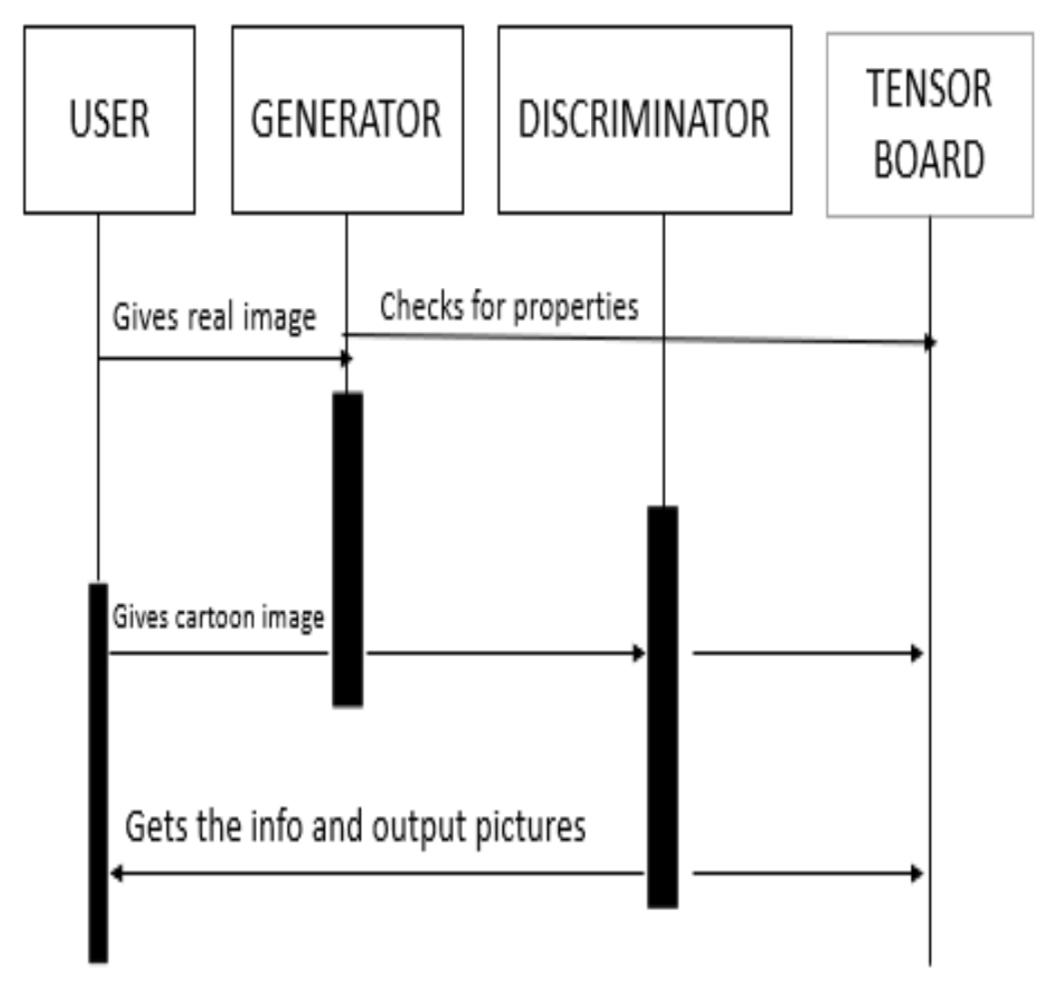 USER
GENERATOR
DISCRIMINATOR
TENSOR
BOARD
Gives real image
Checks for properties
Gives cartoon image
Gets the info and output pictures